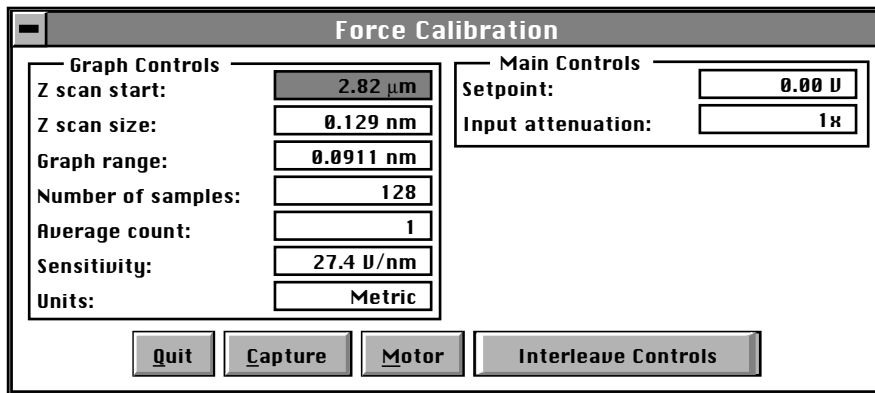 Force Calibration
Graph Controls
Z scan start: 2.82 µm
Z scan size: 0.129 nm
Graph range: 0.0911 nm
Number of samples: 128
Average count: 1
Sensitivity: 27.4 V/nm
Units: Metric
Main Controls
Setpoint: 0.00 V
Input attenuation: 1x
Quit Capture Motor Interleave Controls